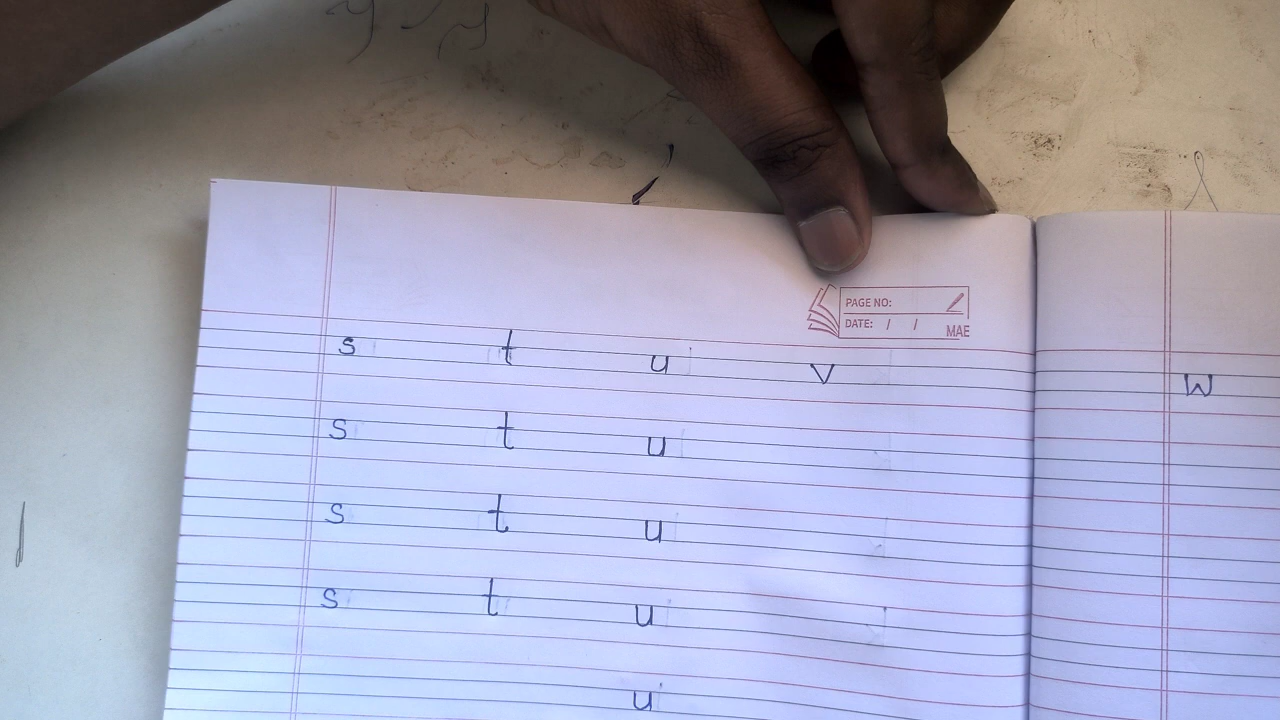 PAGE NO:
DATE: / /
MAE
s t u v w
s t u
s t u
s t u
u